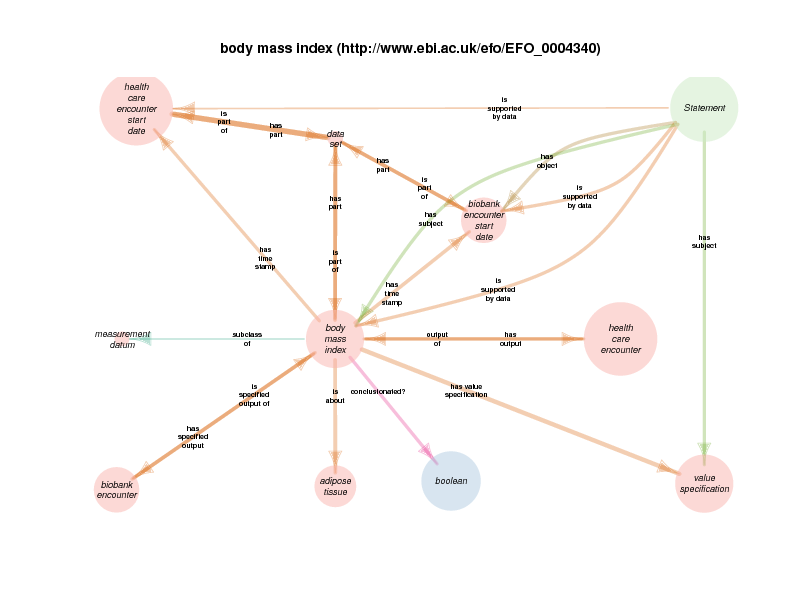 body mass index (http://www.ebi.ac.uk/efo/EFO_0004340)
health
care
encounter
start
date
is
supported
by data
Statement
is
part
of
has
part
data
set
has
part
is
part
of
has
object
is
supported
by data
has
part
biobank
encounter
start
date
has
subject
has
subject
has
time
stamp
is
part
of
has
time
stamp
is
supported
by data
measurement
datum
subclass
of
body
mass
index
output
of
has
output
health
care
encounter
is
specified
output of
is
about
conclusionated?
has value
specification
has
specified
output
biobank
encounter
adipose
tissue
boolean
value
specification